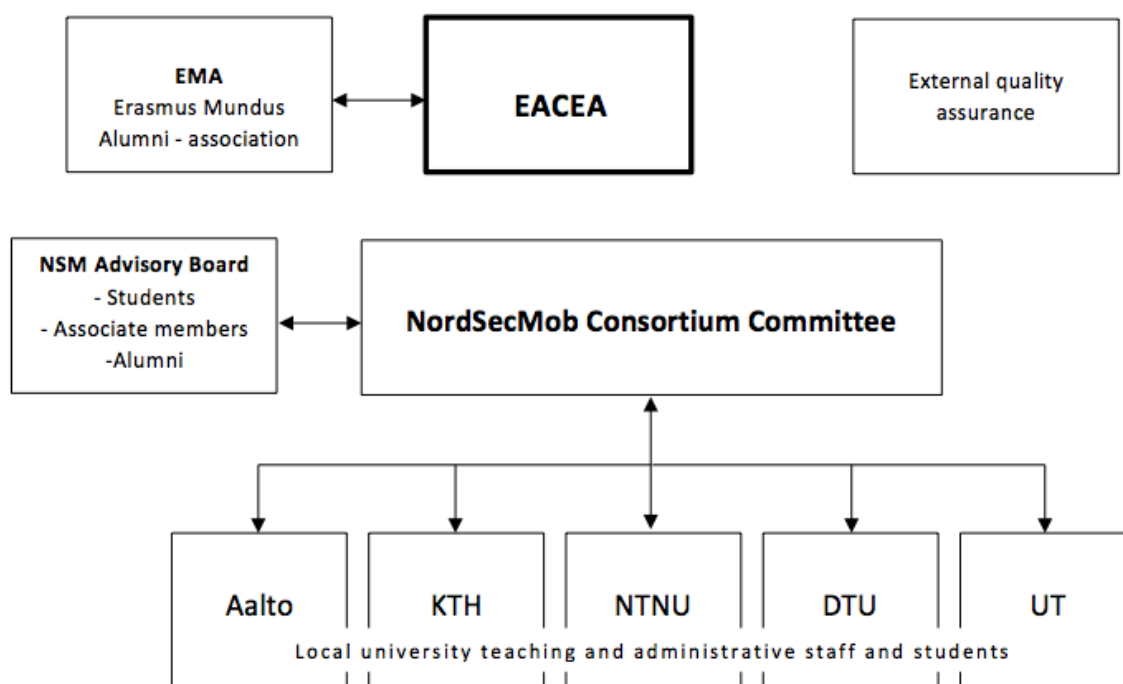 EMA
Erasmus Mundus
Alumni - association
EACEA
External quality
assurance
NSM Advisory Board
- Students
- Associate members
-Alumni
NordSecMob Consortium Committee
Aalto
KTH
NTNU
DTU
UT
Local university teaching and administrative staff and students